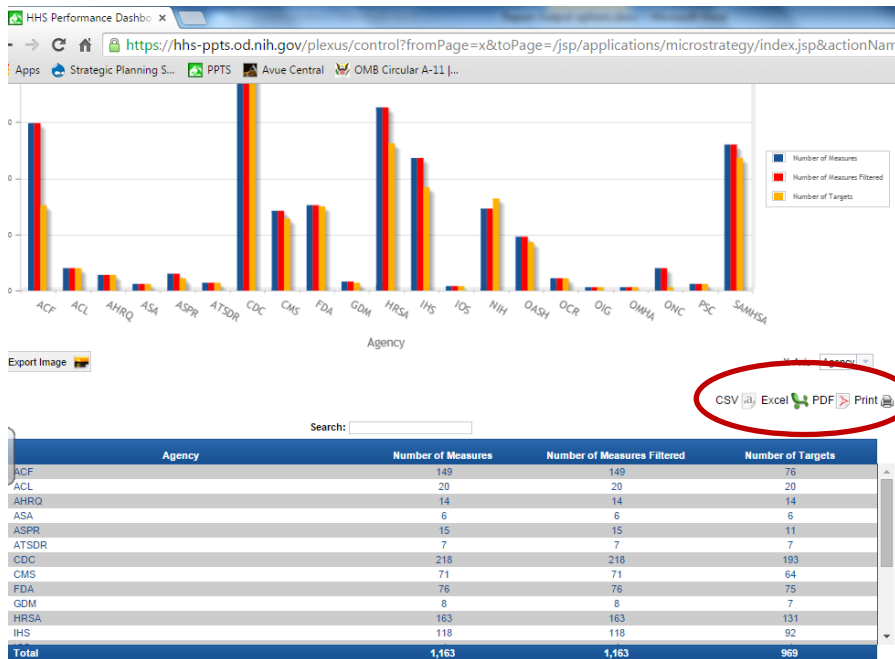 HHS Performance Dashbo ×
https://hhs-ppts.od.nih.gov/plexus/control?fromPage=x&toPage=/jsp/applications/microstrategy/index.jsp&actionNam
Apps Strategic Planning S... PPTS Avue Central OMB Circular A-11 |...
Number of Measures
Number of Measures Filtered
Number of Targets
0
0
0
0
ACF ACL AHRQ ASA ASPR ATSDR CDC CMS FDA GDM HRSA IHS IOS NIH OASH OCR OIG OMHA ONC PSC SAMHSA
Agency
Export Image Agency
CSV Excel PDF Print
Search:
Agency Number of Measures Number of Measures Filtered Number of Targets
ACF 149 149 76
ACL 20 20 20
AHRQ 14 14 14
ASA 6 6 6
ASPR 15 15 11
ATSDR 7 7 7
CDC 218 218 193
CMS 71 71 64
FDA 76 76 75
GDM 8 8 7
HRSA 163 163 131
IHS 118 118 92
Total 1,163 1,163 969